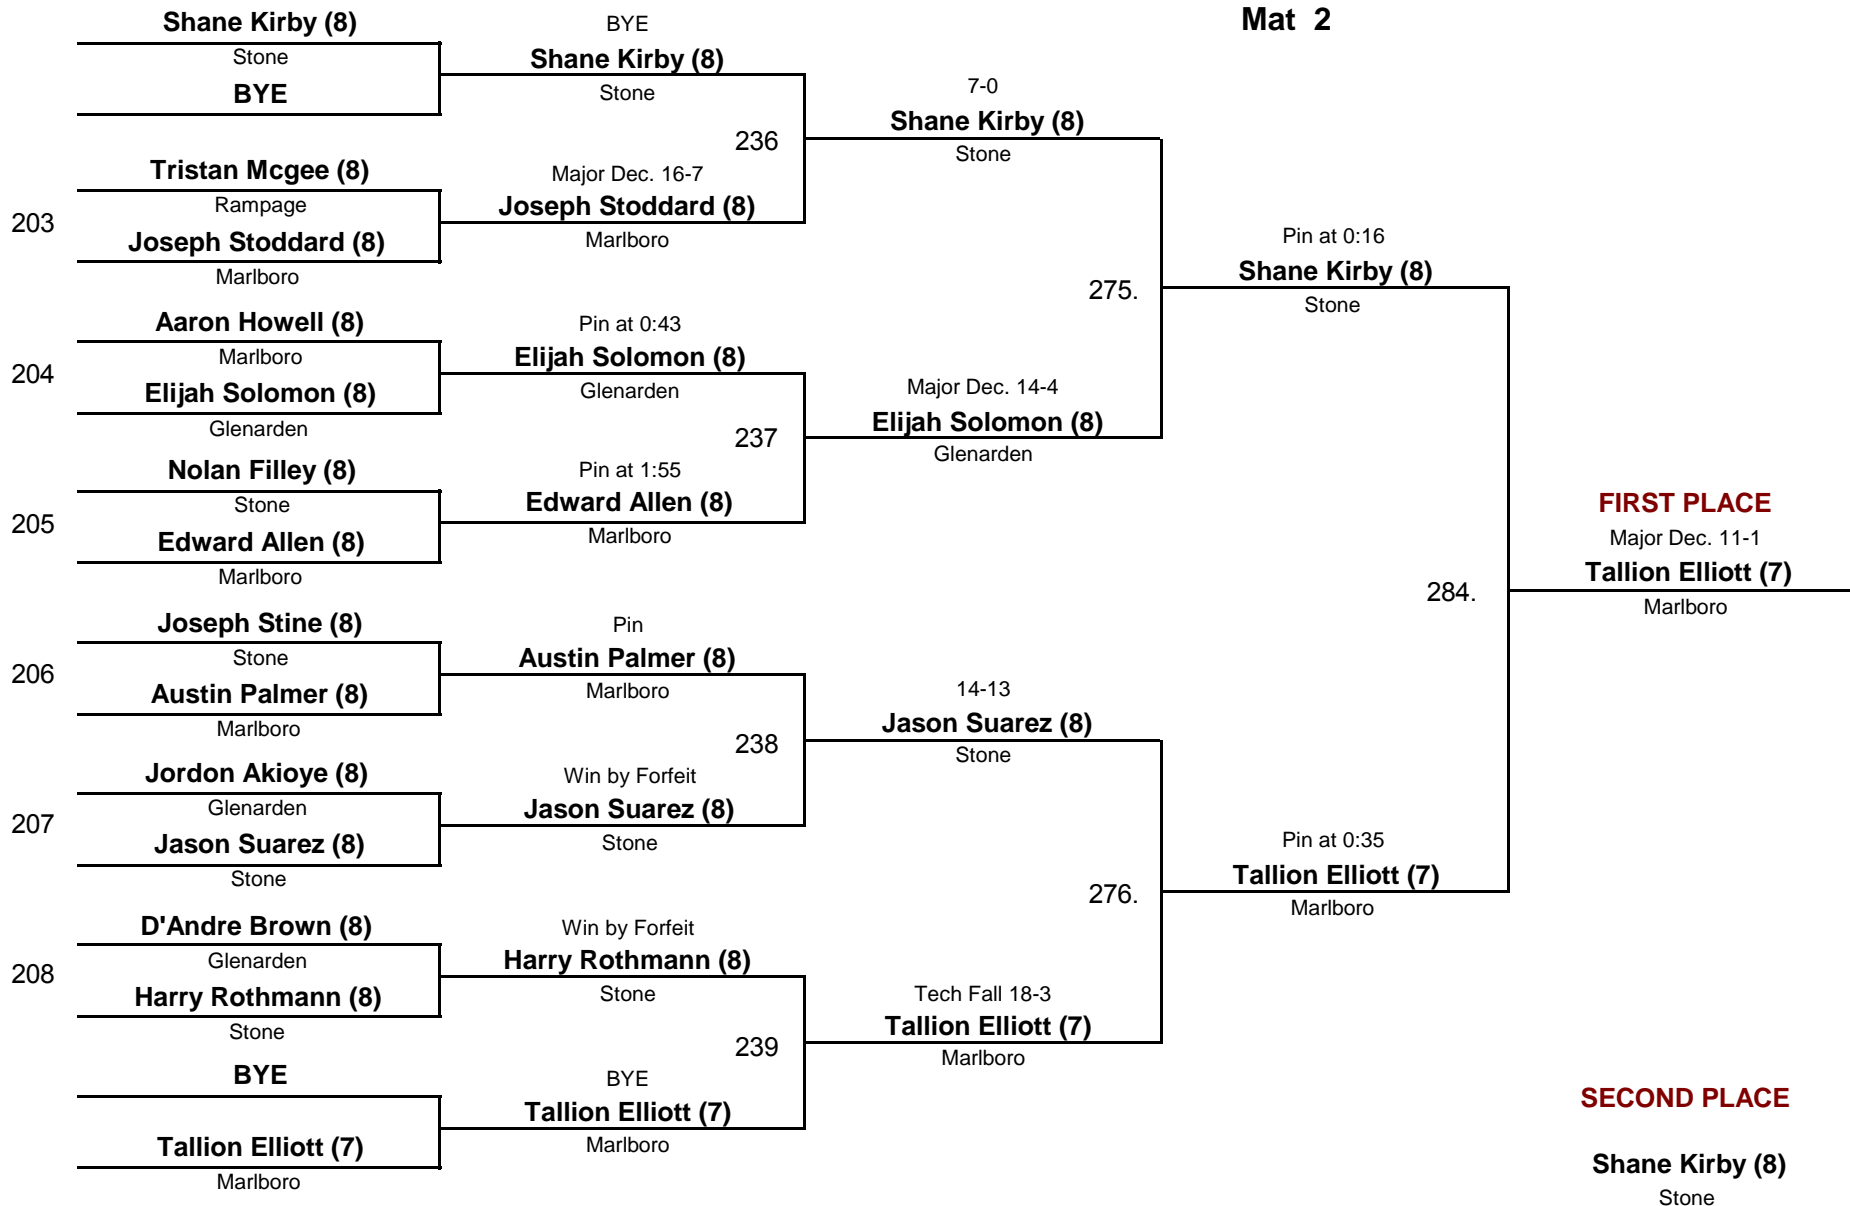 Mat 2
Shane Kirby (8)
Stone
BYE
203
Tristan Mcgee (8)
Rampage
Joseph Stoddard (8)
Marlboro
204
Aaron Howell (8)
Marlboro
Elijah Solomon (8)
Glenarden
205
Nolan Filley (8)
Stone
Edward Allen (8)
Marlboro
206
Joseph Stine (8)
Stone
Austin Palmer (8)
Marlboro
207
Jordon Akioye (8)
Glenarden
Jason Suarez (8)
Stone
208
D'Andre Brown (8)
Glenarden
Harry Rothmann (8)
Stone
BYE
Tallion Elliott (7)
Marlboro
BYE
Shane Kirby (8)
Stone
236
Major Dec. 16-7
Joseph Stoddard (8)
Marlboro
Pin at 0:43
Elijah Solomon (8)
Glenarden
237
Pin at 1:55
Edward Allen (8)
Marlboro
Pin
Austin Palmer (8)
Marlboro
238
Win by Forfeit
Jason Suarez (8)
Stone
Win by Forfeit
Harry Rothmann (8)
Stone
239
BYE
Tallion Elliott (7)
Marlboro
7-0
Shane Kirby (8)
Stone
275.
Major Dec. 14-4
Elijah Solomon (8)
Glenarden
14-13
Jason Suarez (8)
Stone
276.
Tech Fall 18-3
Tallion Elliott (7)
Marlboro
Pin at 0:16
Shane Kirby (8)
Stone
284.
Pin at 0:35
Tallion Elliott (7)
Marlboro
FIRST PLACE
Major Dec. 11-1
Tallion Elliott (7)
Marlboro
SECOND PLACE
Shane Kirby (8)
Stone